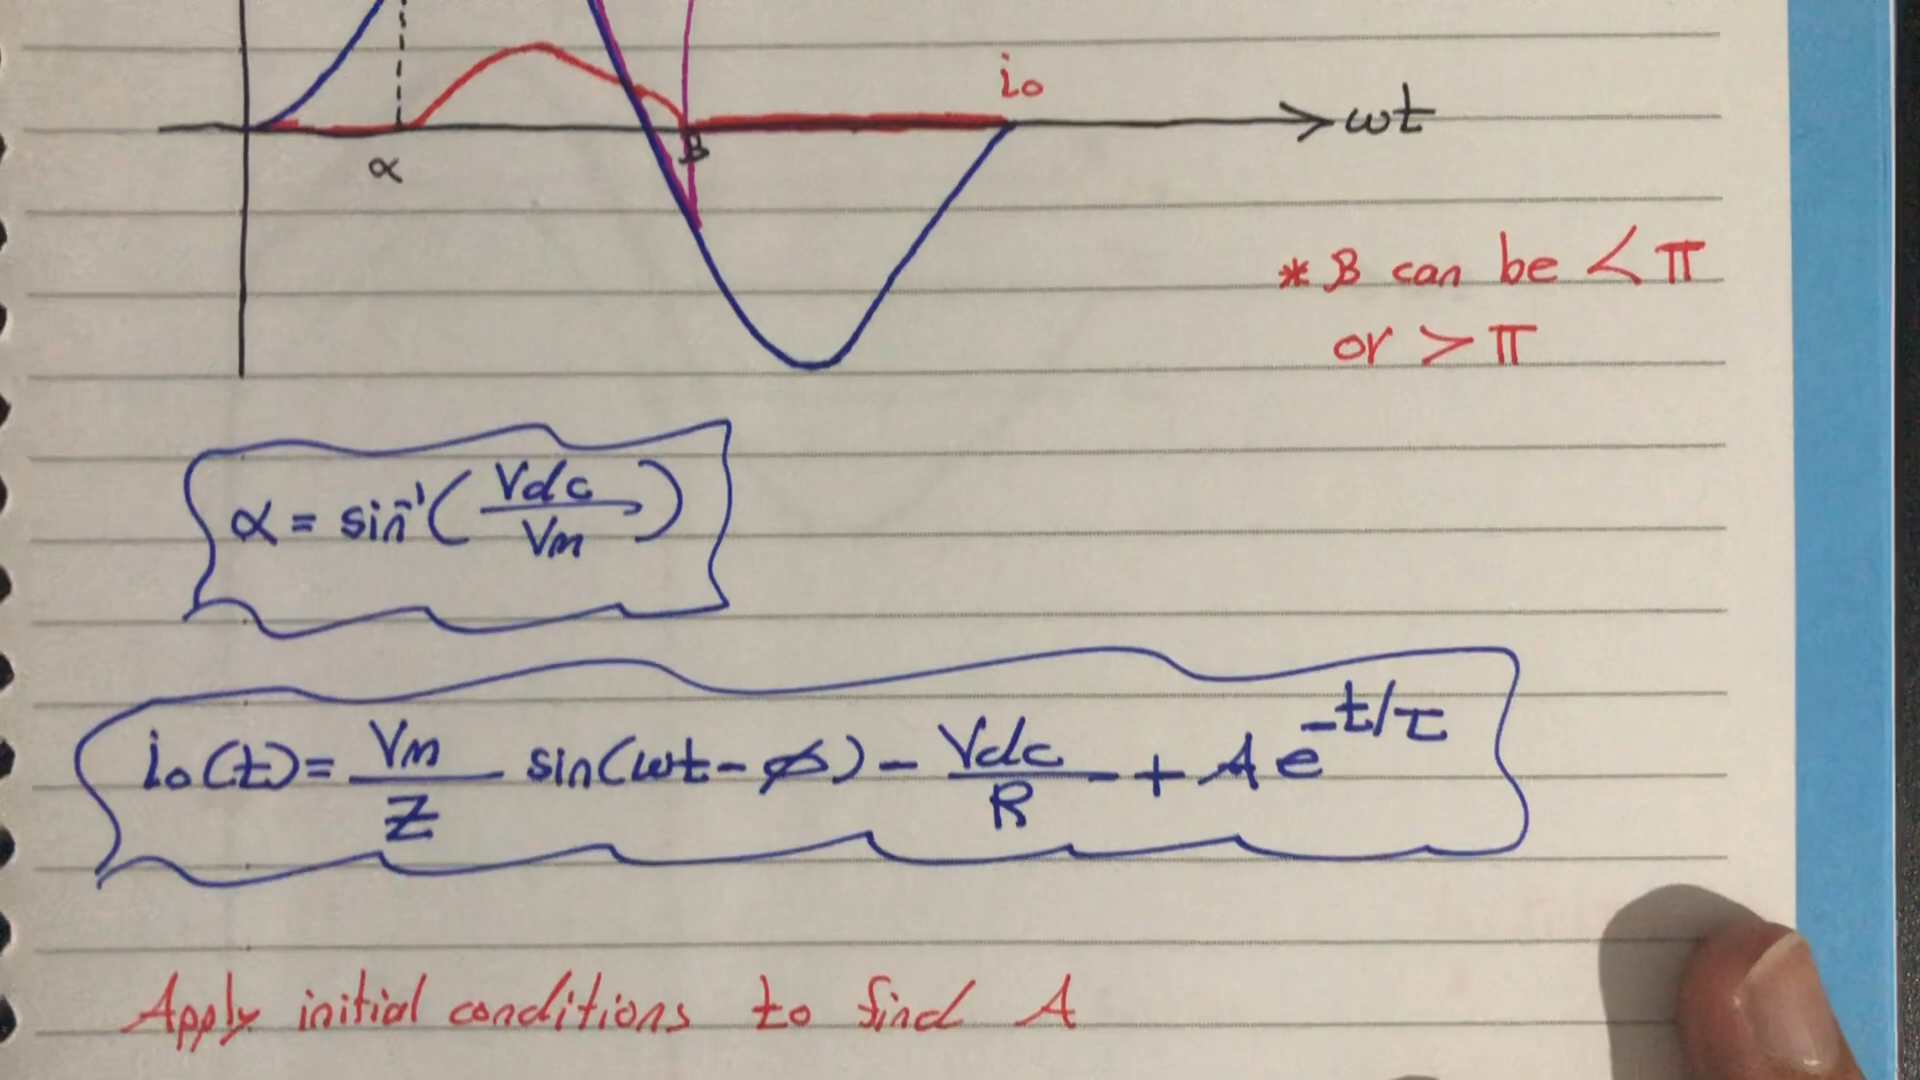 i₀
ωt
α
B
* B can be < π
or > π
α = sin⁻¹(Vdc/Vm)
i₀(t) = Vm/Z sin(ωt - ϕ) - Vdc/R + A e^-t/τ
Apply initial conditions to find A